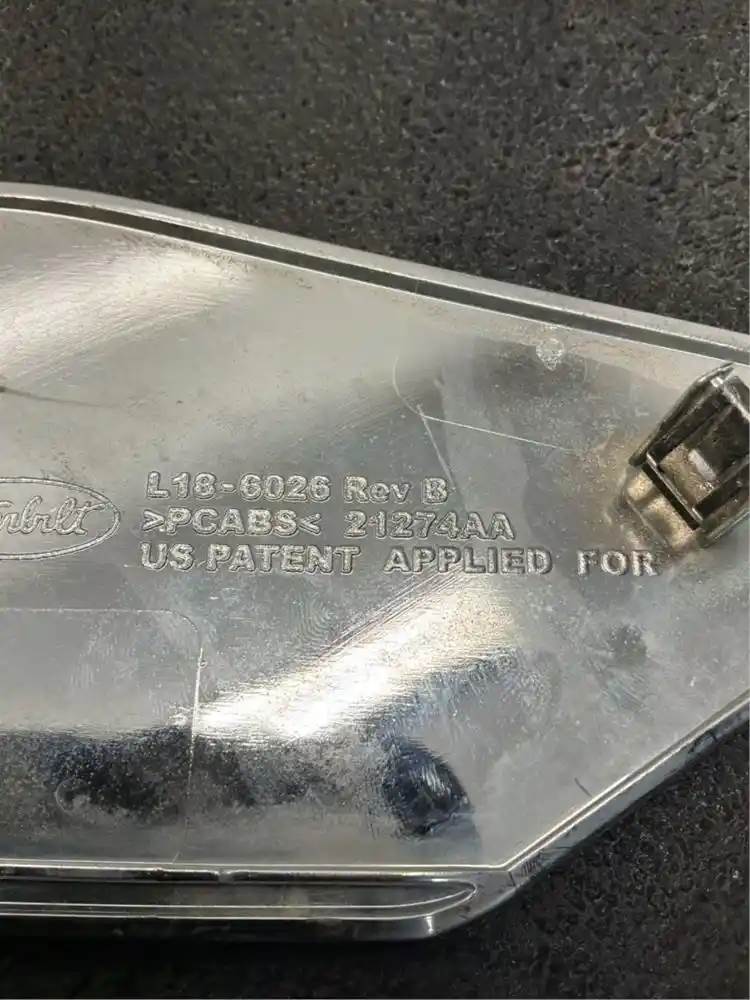 L18-6026 Rev B
>PCABS< 21274AA
US PATENT APPLIED FOR